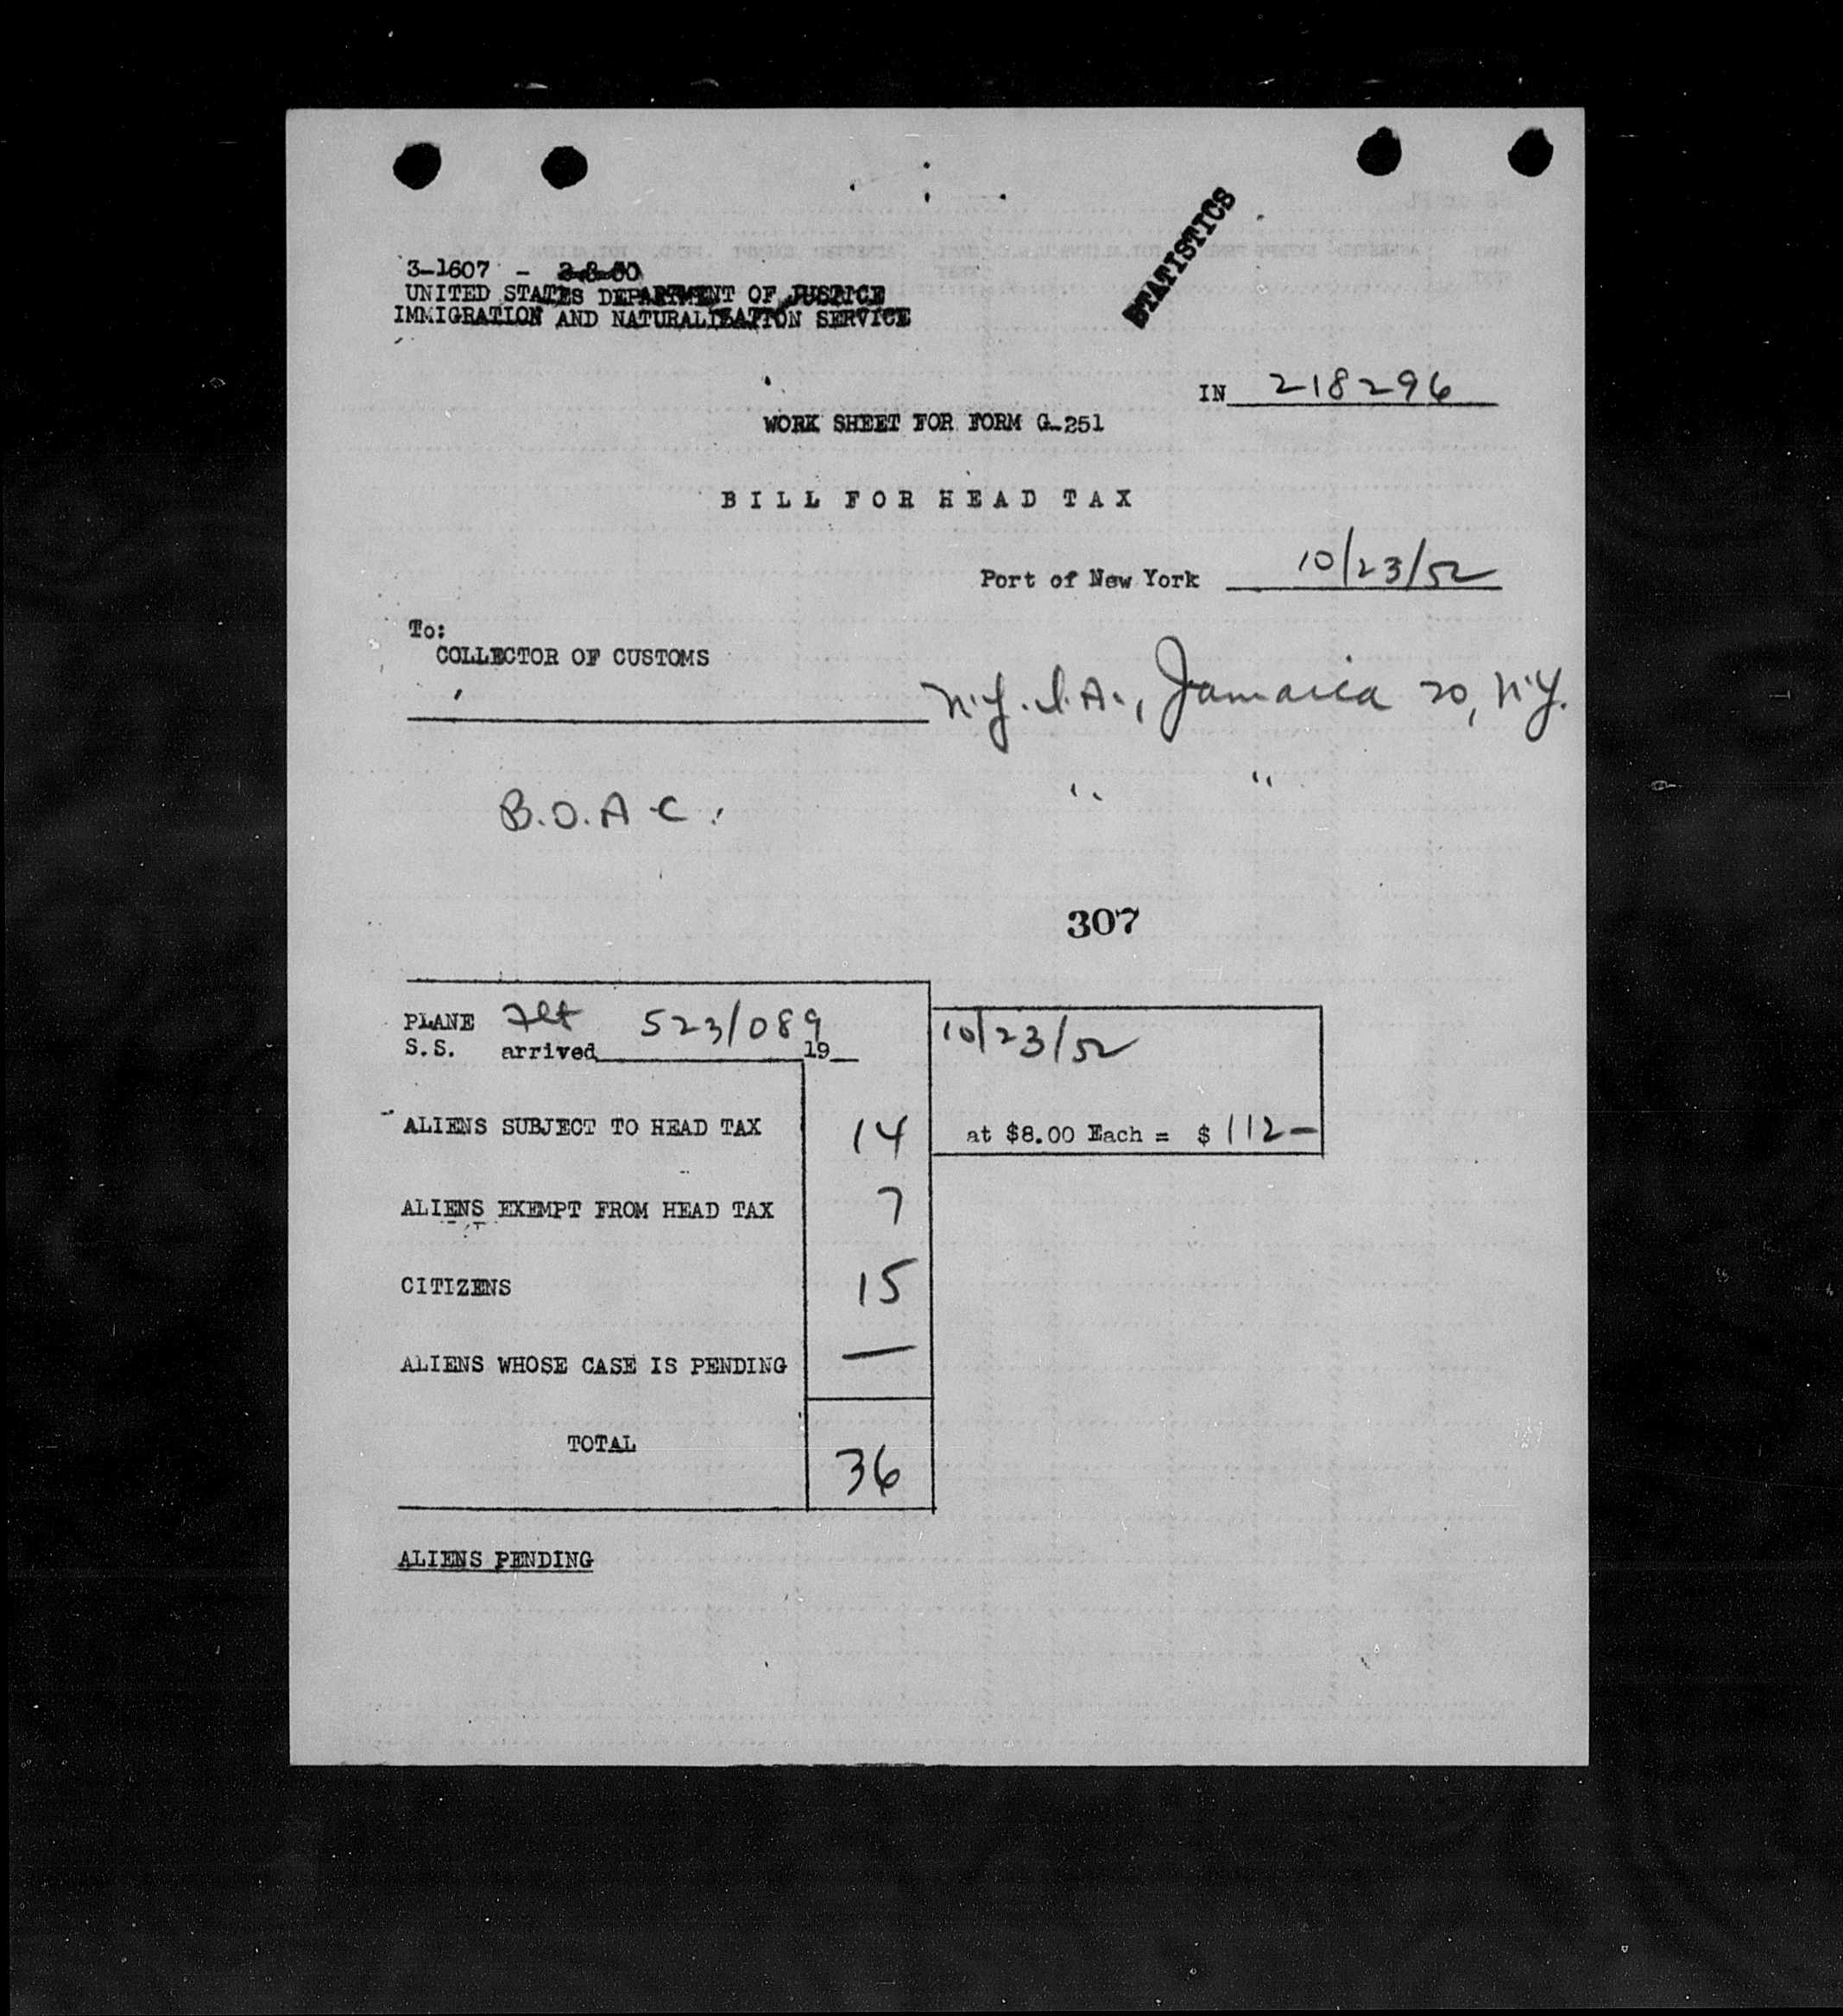 STATISTICS
3-1607 - 2-8-50
UNITED STATES DEPARTMENT OF JUSTICE
IMMIGRATION AND NATURALIZATION SERVICE
IN 218296
WORK SHEET FOR FORM G-251
BILL FOR HEAD TAX
Port of New York 10/23/52
To:
COLLECTOR OF CUSTOMS
N.Y.I.A., Jamaica 20, N.Y.
B.O.A.C. " "
307
PLANE Flt 523/089 10/23/52
S.S. arrived 19
ALIENS SUBJECT TO HEAD TAX 14 at $8.00 Each = $ 112-
ALIENS EXEMPT FROM HEAD TAX 7
CITIZENS 15
ALIENS WHOSE CASE IS PENDING —
TOTAL 36
ALIENS PENDING